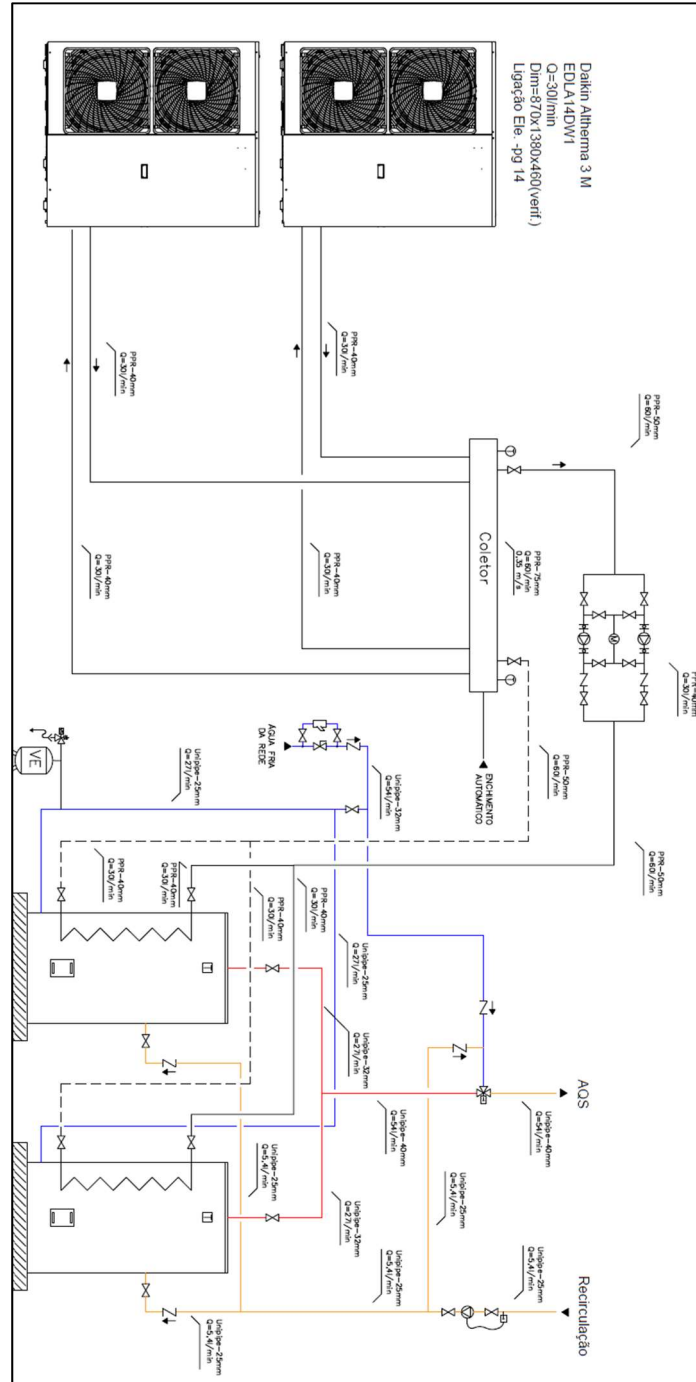 Daikin Altherma 3 M
EDLA14DW1
Q=30l/min
Dim=870x1380x460(verif.)
Ligação Ele. -pg 14
PPR-40mm
Q=30l/min
PPR-40mm
Q=30l/min
PPR-40mm
Q=30l/min
PPR-40mm
Q=30l/min
PPR-50mm
Q=60l/min
T
Coletor
PPR-75mm
Q=60l/min
0,35 m/s
T
M
PPR-40mm
Q=30l/min
ENCHIMENTO
AUTOMÁTICO
PPR-50mm
Q=60l/min
PPR-50mm
Q=60l/min
ÁGUA FRIA
DA REDE
Unipipe-32mm
Q=54l/min
VE
Unipipe-25mm
Q=27l/min
PPR-40mm
Q=30l/min
PPR-40mm
Q=30l/min
PPR-40mm
Q=30l/min
PPR-40mm
Q=30l/min
Unipipe-25mm
Q=27l/min
Unipipe-32mm
Q=27l/min
Unipipe-40mm
Q=54l/min
AQS
Unipipe-40mm
Q=54l/min
T
Unipipe-25mm
Q=5,4l/min
Unipipe-32mm
Q=27l/min
Unipipe-25mm
Q=5,4l/min
Unipipe-25mm
Q=5,4l/min
Unipipe-25mm
Q=5,4l/min
Recirculação
T
Unipipe-25mm
Q=5,4l/min